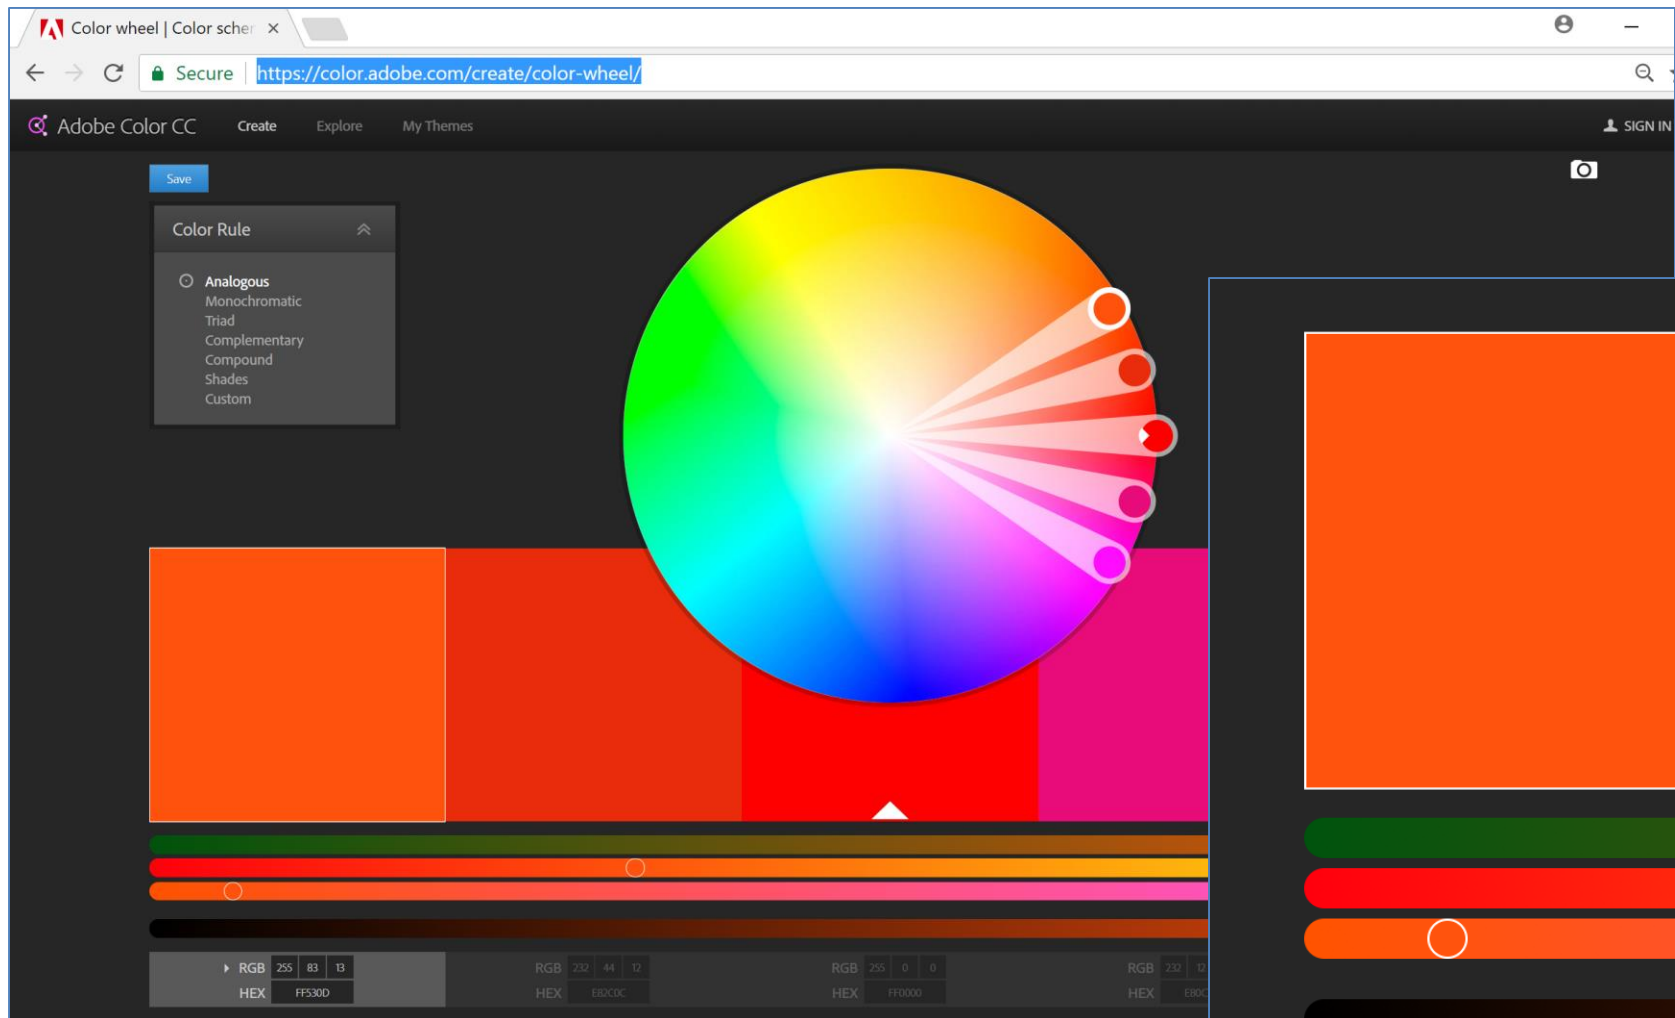 Color wheel | Color scher
Secure
https://color.adobe.com/create/color-wheel/
Adobe Color CC
Create
Explore
My Themes
SIGN IN
Save
Color Rule
Analogous
Monochromatic
Triad
Complementary
Compound
Shades
Custom
RGB 255 83 13
HEX FF530D
RGB 232 44 12
HEX E82C0C
RGB 255 0 0
HEX FF0000
RGB 232 12
HEX E80C